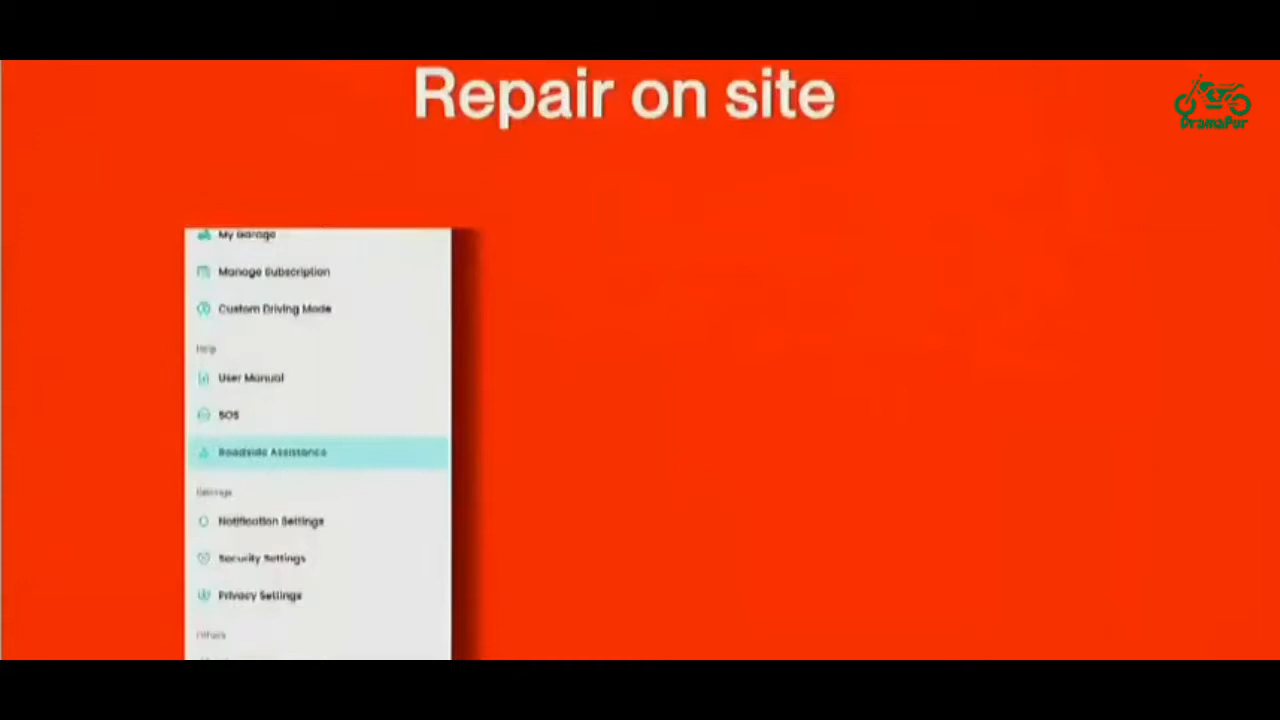 Repair on site
DramaPur
My Garage
Manage Subscription
Custom Driving Mode
Help
User Manual
SOS
Roadside Assistance
Settings
Notification Settings
Security Settings
Privacy Settings
Others